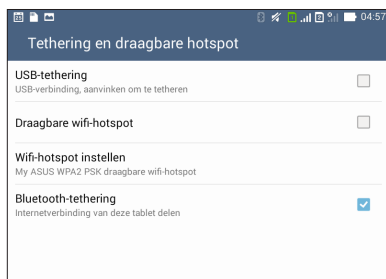 04:57
Tethering en draagbare hotspot
USB-tethering
USB-verbinding, aanvinken om te tetheren
Draagbare wifi-hotspot
Wifi-hotspot instellen
My ASUS WPA2 PSK draagbare wifi-hotspot
Bluetooth-tethering
Internetverbinding van deze tablet delen